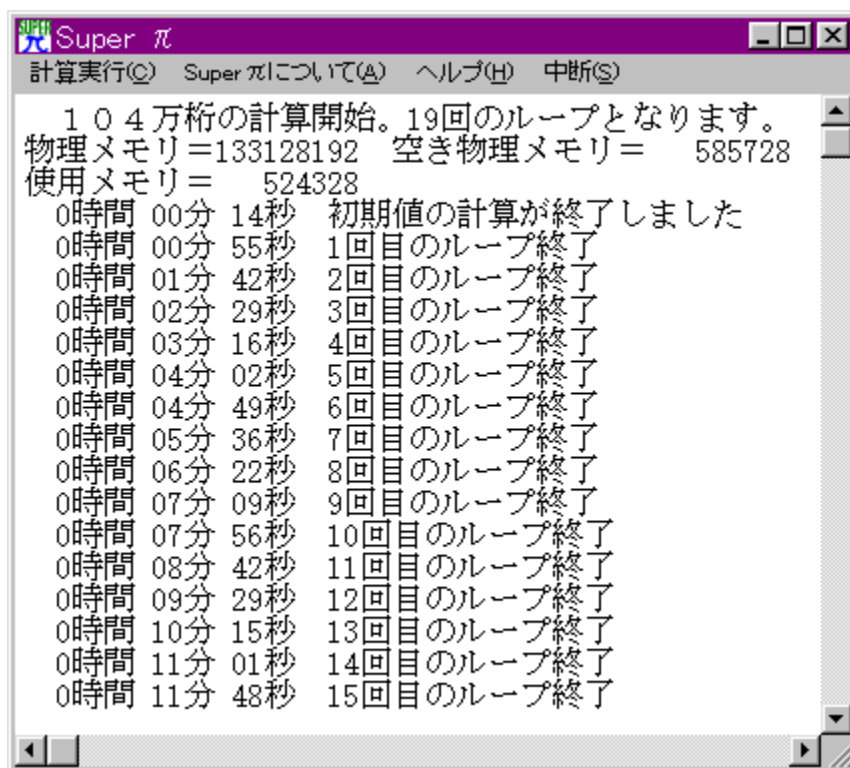 Super π
計算実行(C) Super πについて(A) ヘルプ(H) 中断(S)
１０４万桁の計算開始。19回のループとなります。
物理メモリ=133128192 空き物理メモリ= 585728
使用メモリ= 524328
0時間 00分 14秒 初期値の計算が終了しました
0時間 00分 55秒 1回目のループ終了
0時間 01分 42秒 2回目のループ終了
0時間 02分 29秒 3回目のループ終了
0時間 03分 16秒 4回目のループ終了
0時間 04分 02秒 5回目のループ終了
0時間 04分 49秒 6回目のループ終了
0時間 05分 36秒 7回目のループ終了
0時間 06分 22秒 8回目のループ終了
0時間 07分 09秒 9回目のループ終了
0時間 07分 56秒 10回目のループ終了
0時間 08分 42秒 11回目のループ終了
0時間 09分 29秒 12回目のループ終了
0時間 10分 15秒 13回目のループ終了
0時間 11分 01秒 14回目のループ終了
0時間 11分 48秒 15回目のループ終了